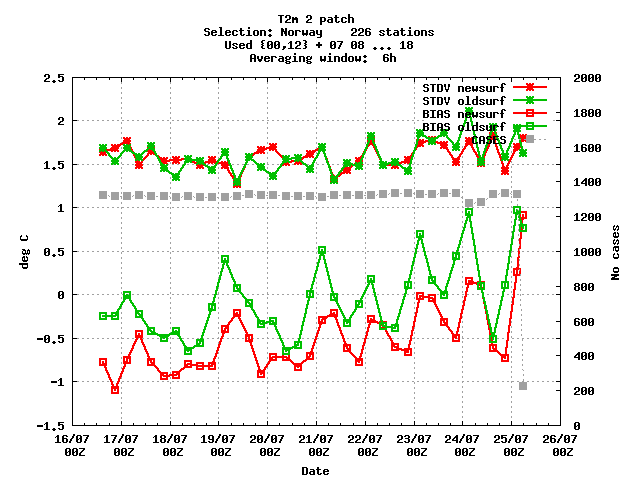 T2m 2 patch
Selection: Norway    226 stations
Used {00,12} + 07 08 ... 18
Averaging window:  6h
STDV newsurf
STDV oldsurf
BIAS newsurf
BIAS oldsurf
CASES
2.5
2
1.5
1
0.5
0
-0.5
-1
-1.5
deg C
2000
1800
1600
1400
1200
1000
800
600
400
200
0
No cases
16/07 17/07 18/07 19/07 20/07 21/07 22/07 23/07 24/07 25/07 26/07
00Z 00Z 00Z 00Z 00Z 00Z 00Z 00Z 00Z 00Z 00Z
Date